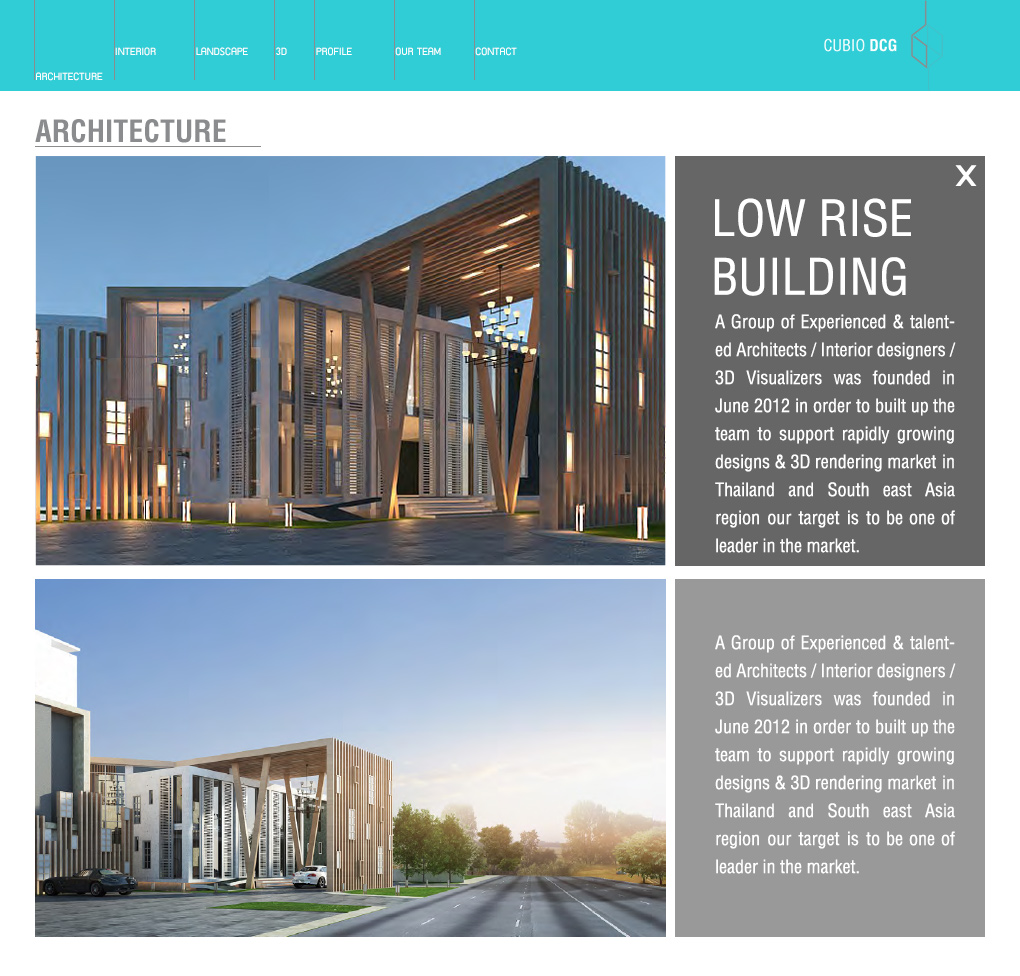 INTERIOR LANDSCAPE 3D PROFILE OUR TEAM CONTACT
CUBIO DCG
ARCHITECTURE
ARCHITECTURE
X
LOW RISE
BUILDING
A Group of Experienced & talent-
ed Architects / Interior designers /
3D Visualizers was founded in
June 2012 in order to built up the
team to support rapidly growing
designs & 3D rendering market in
Thailand and South east Asia
region our target is to be one of
leader in the market.
A Group of Experienced & talent-
ed Architects / Interior designers /
3D Visualizers was founded in
June 2012 in order to built up the
team to support rapidly growing
designs & 3D rendering market in
Thailand and South east Asia
region our target is to be one of
leader in the market.